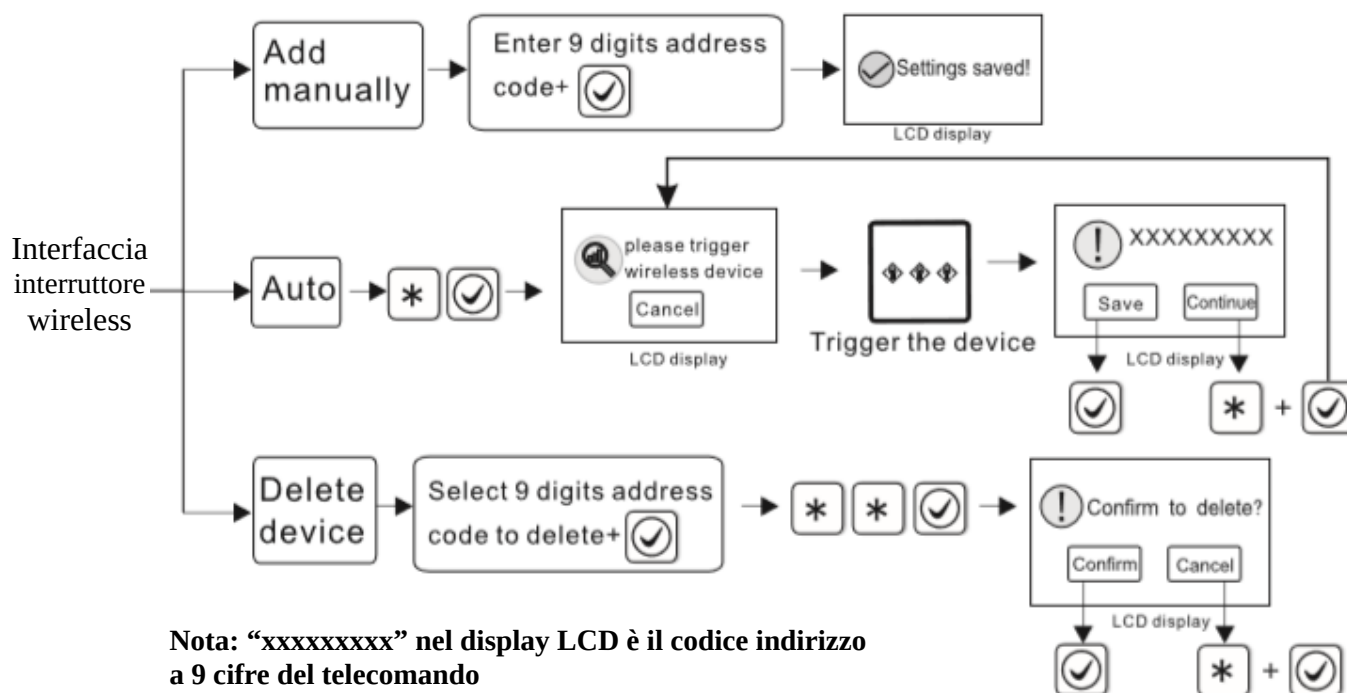 Add
manually
Enter 9 digits address
code+
Settings saved!
LCD display
Interfaccia
interruttore
wireless
Auto
*
please trigger
wireless device
Cancel
LCD display
Trigger the device
XXXXXXXXX
Save
Continue
LCD display
* +
Delete
device
Select 9 digits address
code to delete+
* *
Confirm to delete?
Confirm
Cancel
LCD display
* +
Nota: “xxxxxxxxx” nel display LCD è il codice indirizzo
a 9 cifre del telecomando